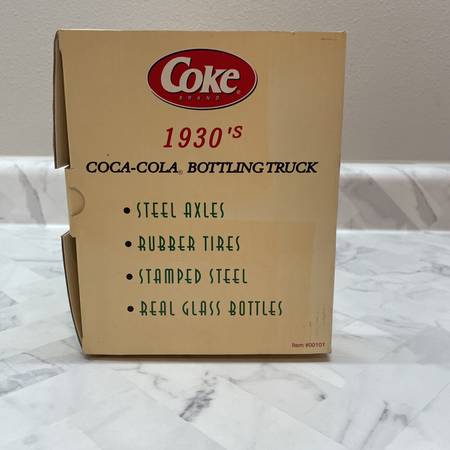 Coke
BRAND
1930's
COCA-COLA® BOTTLING TRUCK
• STEEL AXLES
• RUBBER TIRES
• STAMPED STEEL
• REAL GLASS BOTTLES
Item #00101